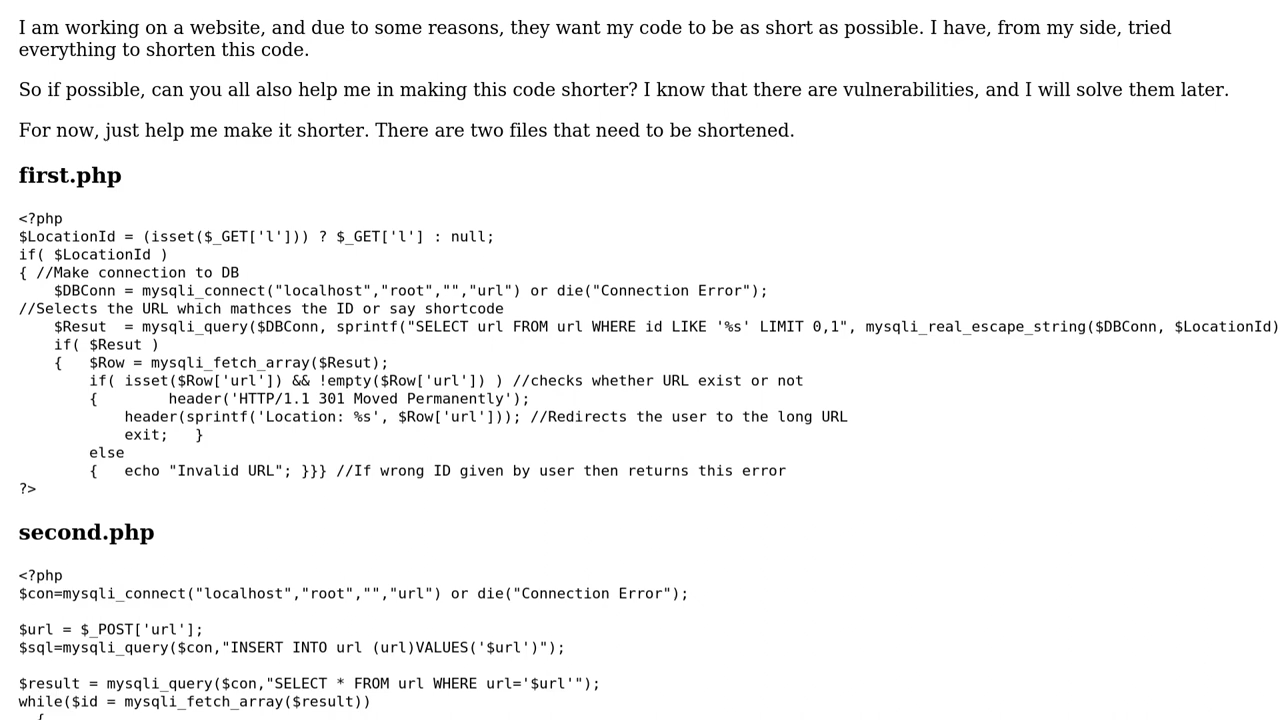 I am working on a website, and due to some reasons, they want my code to be as short as possible. I have, from my side, tried
everything to shorten this code.
So if possible, can you all also help me in making this code shorter? I know that there are vulnerabilities, and I will solve them later.
For now, just help me make it shorter. There are two files that need to be shortened.
first.php
<?php
$LocationId = (isset($_GET['l'])) ? $_GET['l'] : null;
if( $LocationId )
{ //Make connection to DB
    $DBConn = mysqli_connect("localhost","root","","url") or die("Connection Error");
//Selects the URL which mathces the ID or say shortcode
    $Resut  = mysqli_query($DBConn, sprintf("SELECT url FROM url WHERE id LIKE '%s' LIMIT 0,1", mysqli_real_escape_string($DBConn, $LocationId)
    if( $Resut )
    {   $Row = mysqli_fetch_array($Resut);
        if( isset($Row['url']) && !empty($Row['url']) ) //checks whether URL exist or not
        {        header('HTTP/1.1 301 Moved Permanently');
            header(sprintf('Location: %s', $Row['url'])); //Redirects the user to the long URL
            exit;   }
        else
        {   echo "Invalid URL"; }}} //If wrong ID given by user then returns this error
?>
second.php
<?php
$con=mysqli_connect("localhost","root","","url") or die("Connection Error");
$url = $_POST['url'];
$sql=mysqli_query($con,"INSERT INTO url (url)VALUES('$url')");
$result = mysqli_query($con,"SELECT * FROM url WHERE url='$url'");
while($id = mysqli_fetch_array($result))
  {